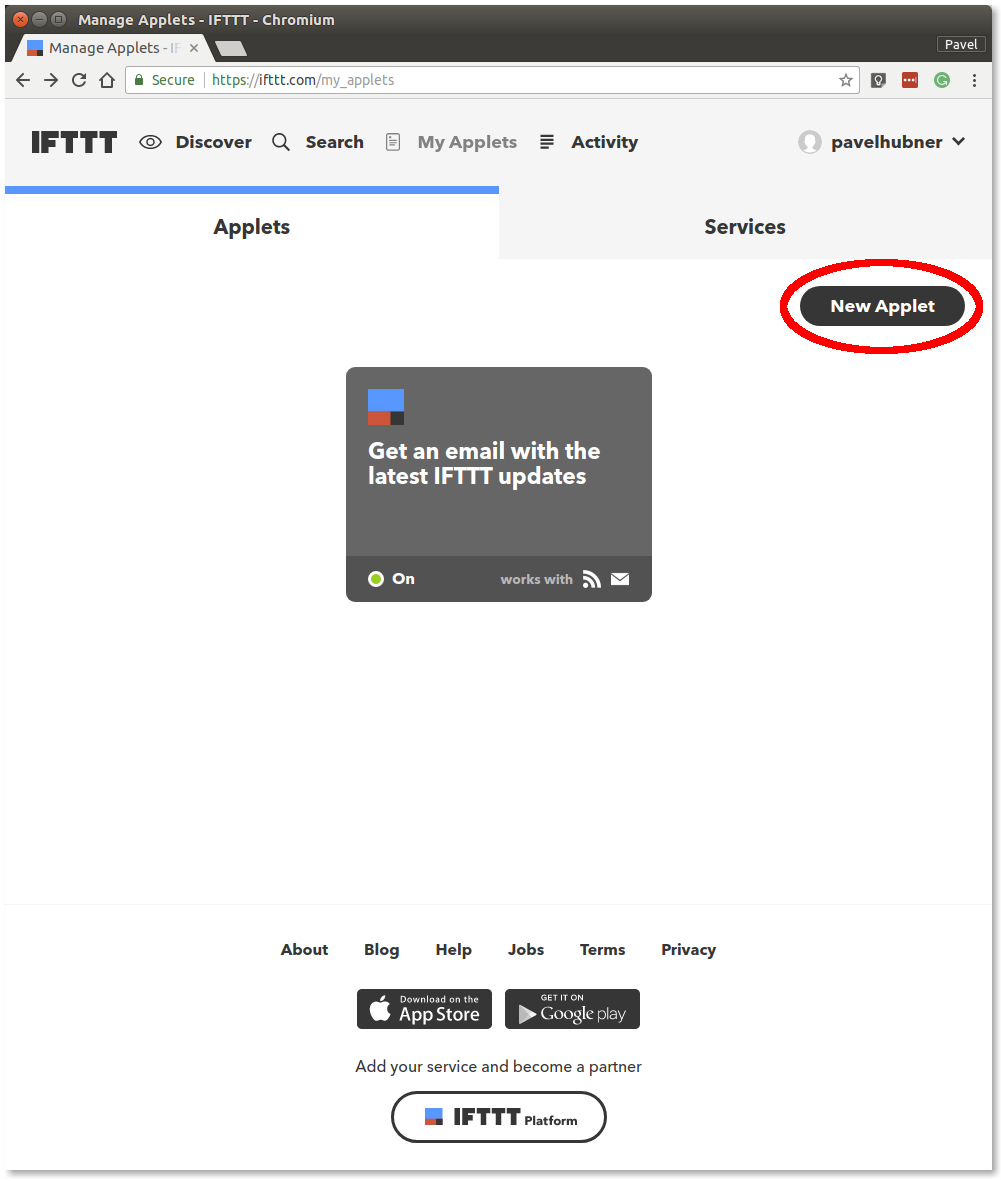 Manage Applets - IFTTT - Chromium
Manage Applets - IF
Pavel
Secure
https://ifttt.com/my_applets
IFTTT Discover Search My Applets Activity pavelhubner
Applets
Services
New Applet
Get an email with the
latest IFTTT updates
On
works with
About Blog Help Jobs Terms Privacy
Download on the
App Store
GET IT ON
Google play
Add your service and become a partner
IFTTT Platform